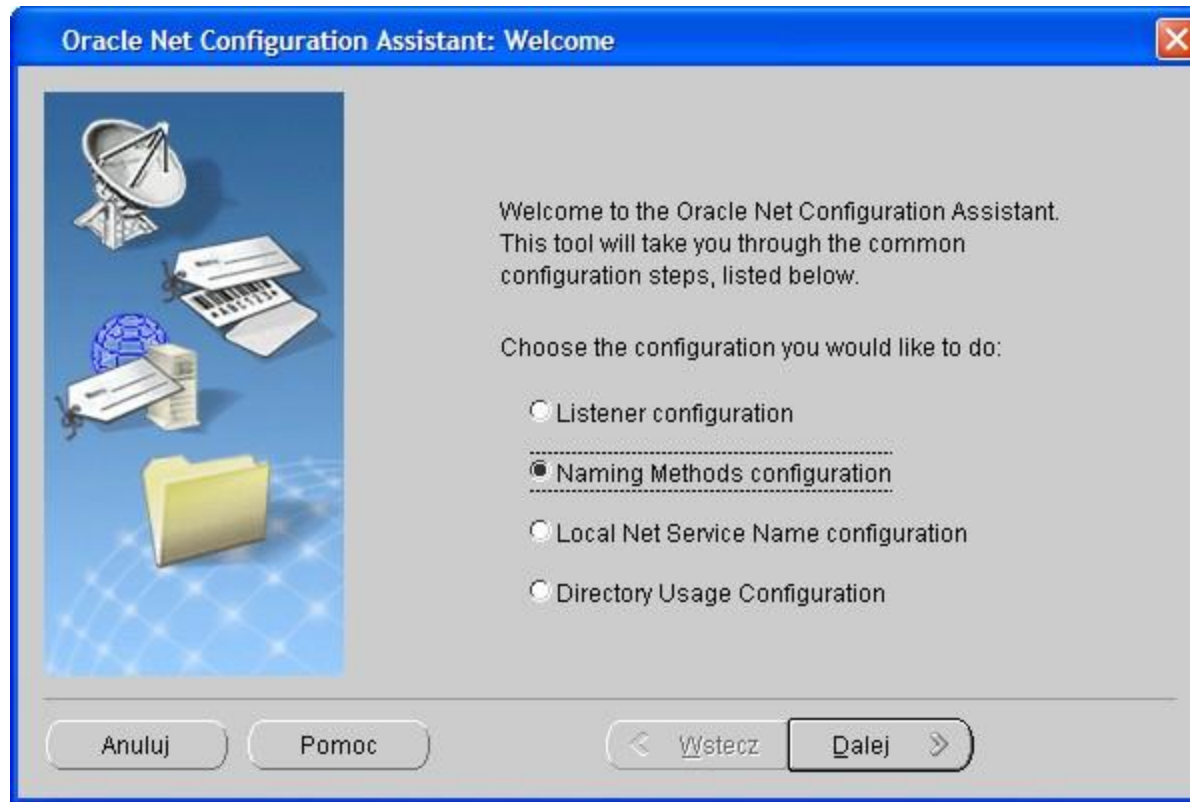 Oracle Net Configuration Assistant: Welcome
*ABC123*
Welcome to the Oracle Net Configuration Assistant.
This tool will take you through the common
configuration steps, listed below.
Choose the configuration you would like to do:
Listener configuration
Naming Methods configuration
Local Net Service Name configuration
Directory Usage Configuration
Anuluj
Pomoc
Wstecz
Dalej